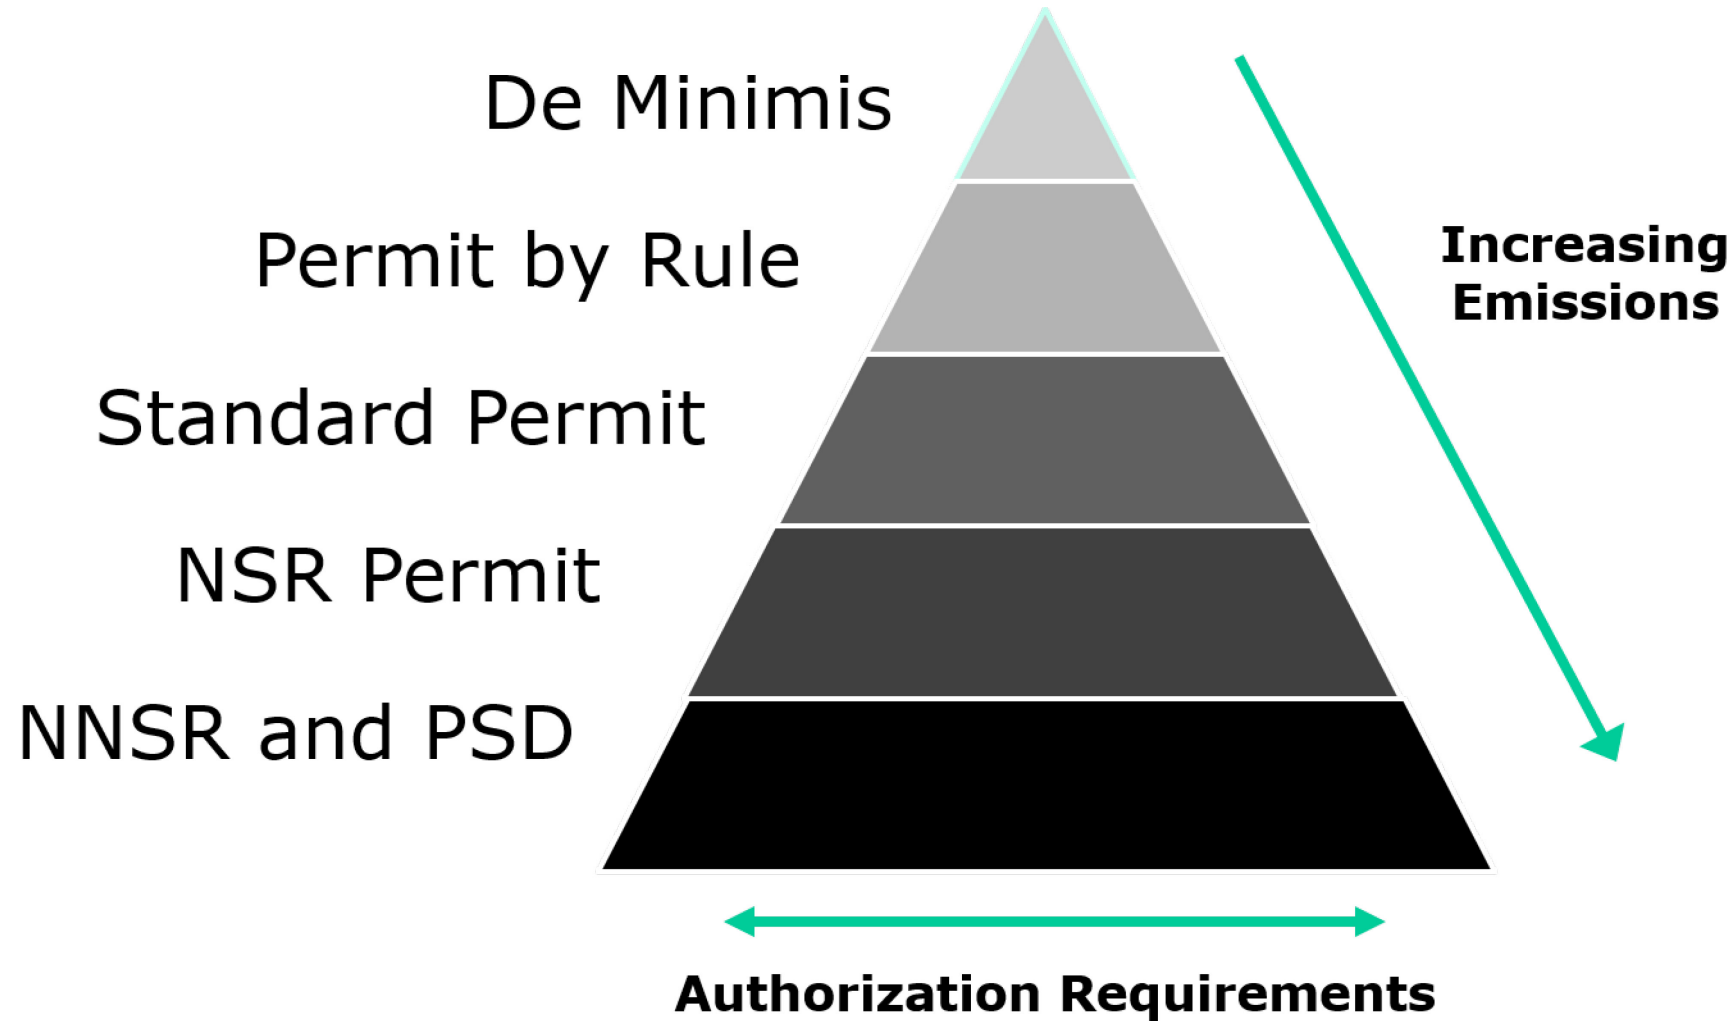 De Minimis
Permit by Rule
Standard Permit
NSR Permit
NNSR and PSD
Increasing
Emissions
Authorization Requirements